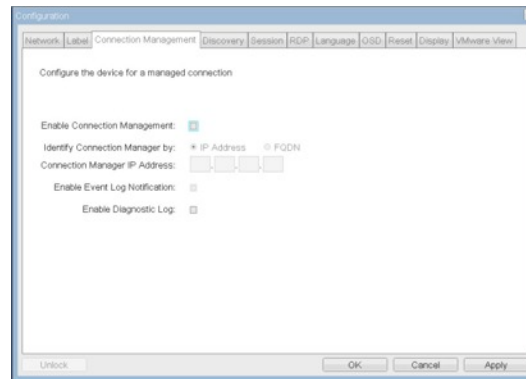 Configuration
Network Label Connection Management Discovery Session RDP Language OSD Reset Display VMware View
Configure the device for a managed connection
Enable Connection Management:
Identify Connection Manager by: IP Address FQDN
Connection Manager IP Address: . . .
Enable Event Log Notification:
Enable Diagnostic Log:
Unlock OK Cancel Apply